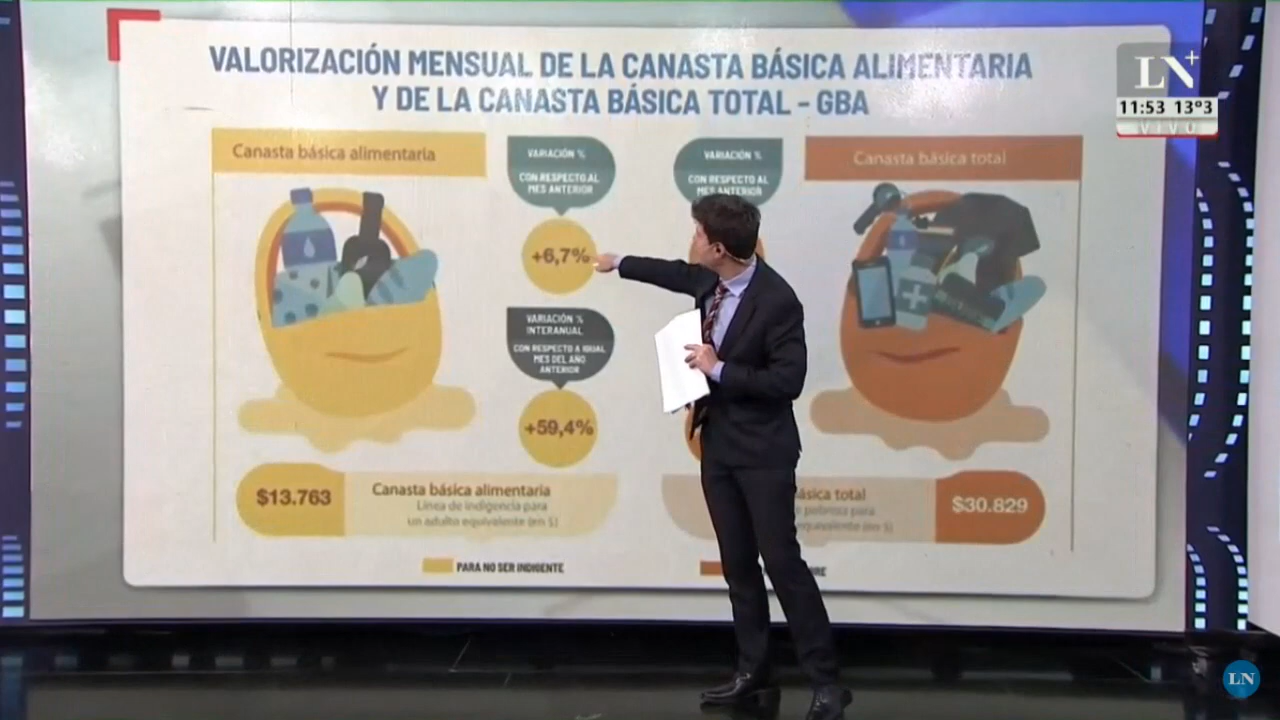 VALORIZACIÓN MENSUAL DE LA CANASTA BÁSICA ALIMENTARIA
Y DE LA CANASTA BÁSICA TOTAL - GBA
LN+
11:53 13º3
VIVO
Canasta básica alimentaria
VARIACIÓN %
CON RESPECTO AL
MES ANTERIOR
+6,7%
VARIACIÓN %
INTERANUAL
CON RESPECTO A IGUAL
MES DEL AÑO
ANTERIOR
+59,4%
$13.763
Canasta básica alimentaria
Línea de indigencia para
un adulto equivalente (en $)
PARA NO SER INDIGENTE
VARIACIÓN %
CON RESPECTO AL
MES ANTERIOR
Canasta básica total
total
para
(en $)
$30.829
LN